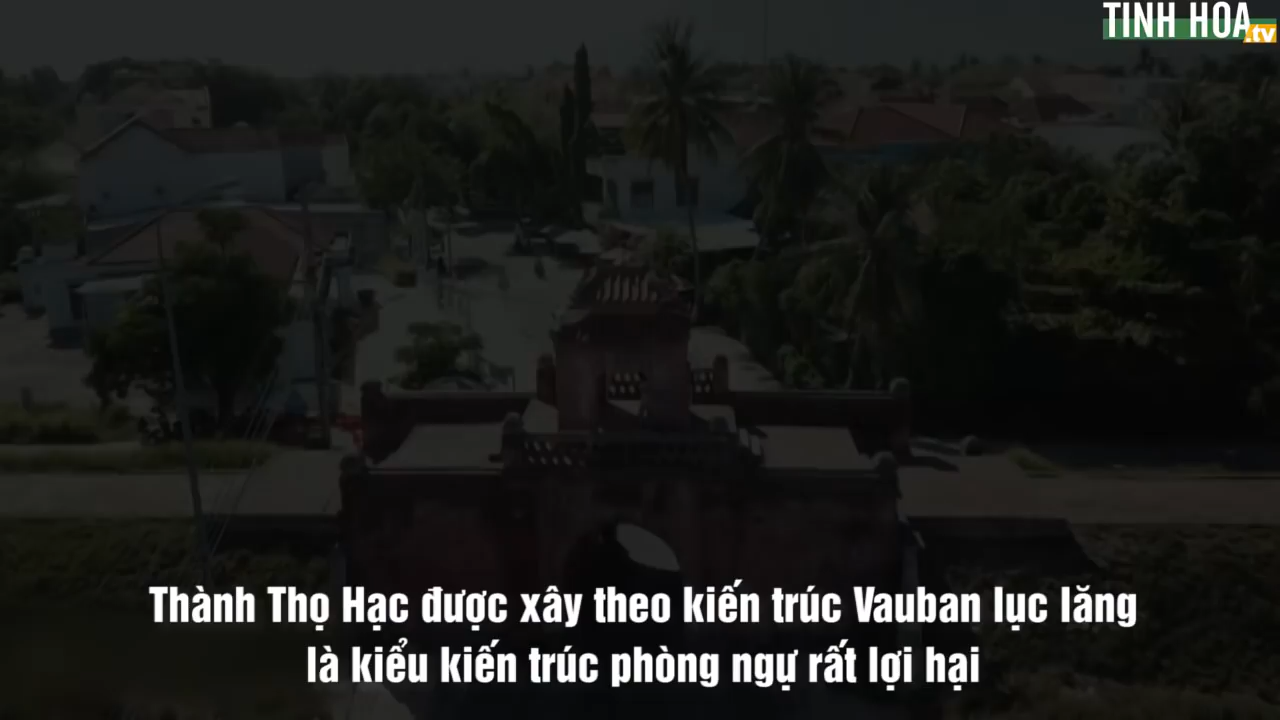 TINH HOA
.tv
Thành Thọ Hạc được xây theo kiến trúc Vauban lục lăng
là kiểu kiến trúc phòng ngự rất lợi hại